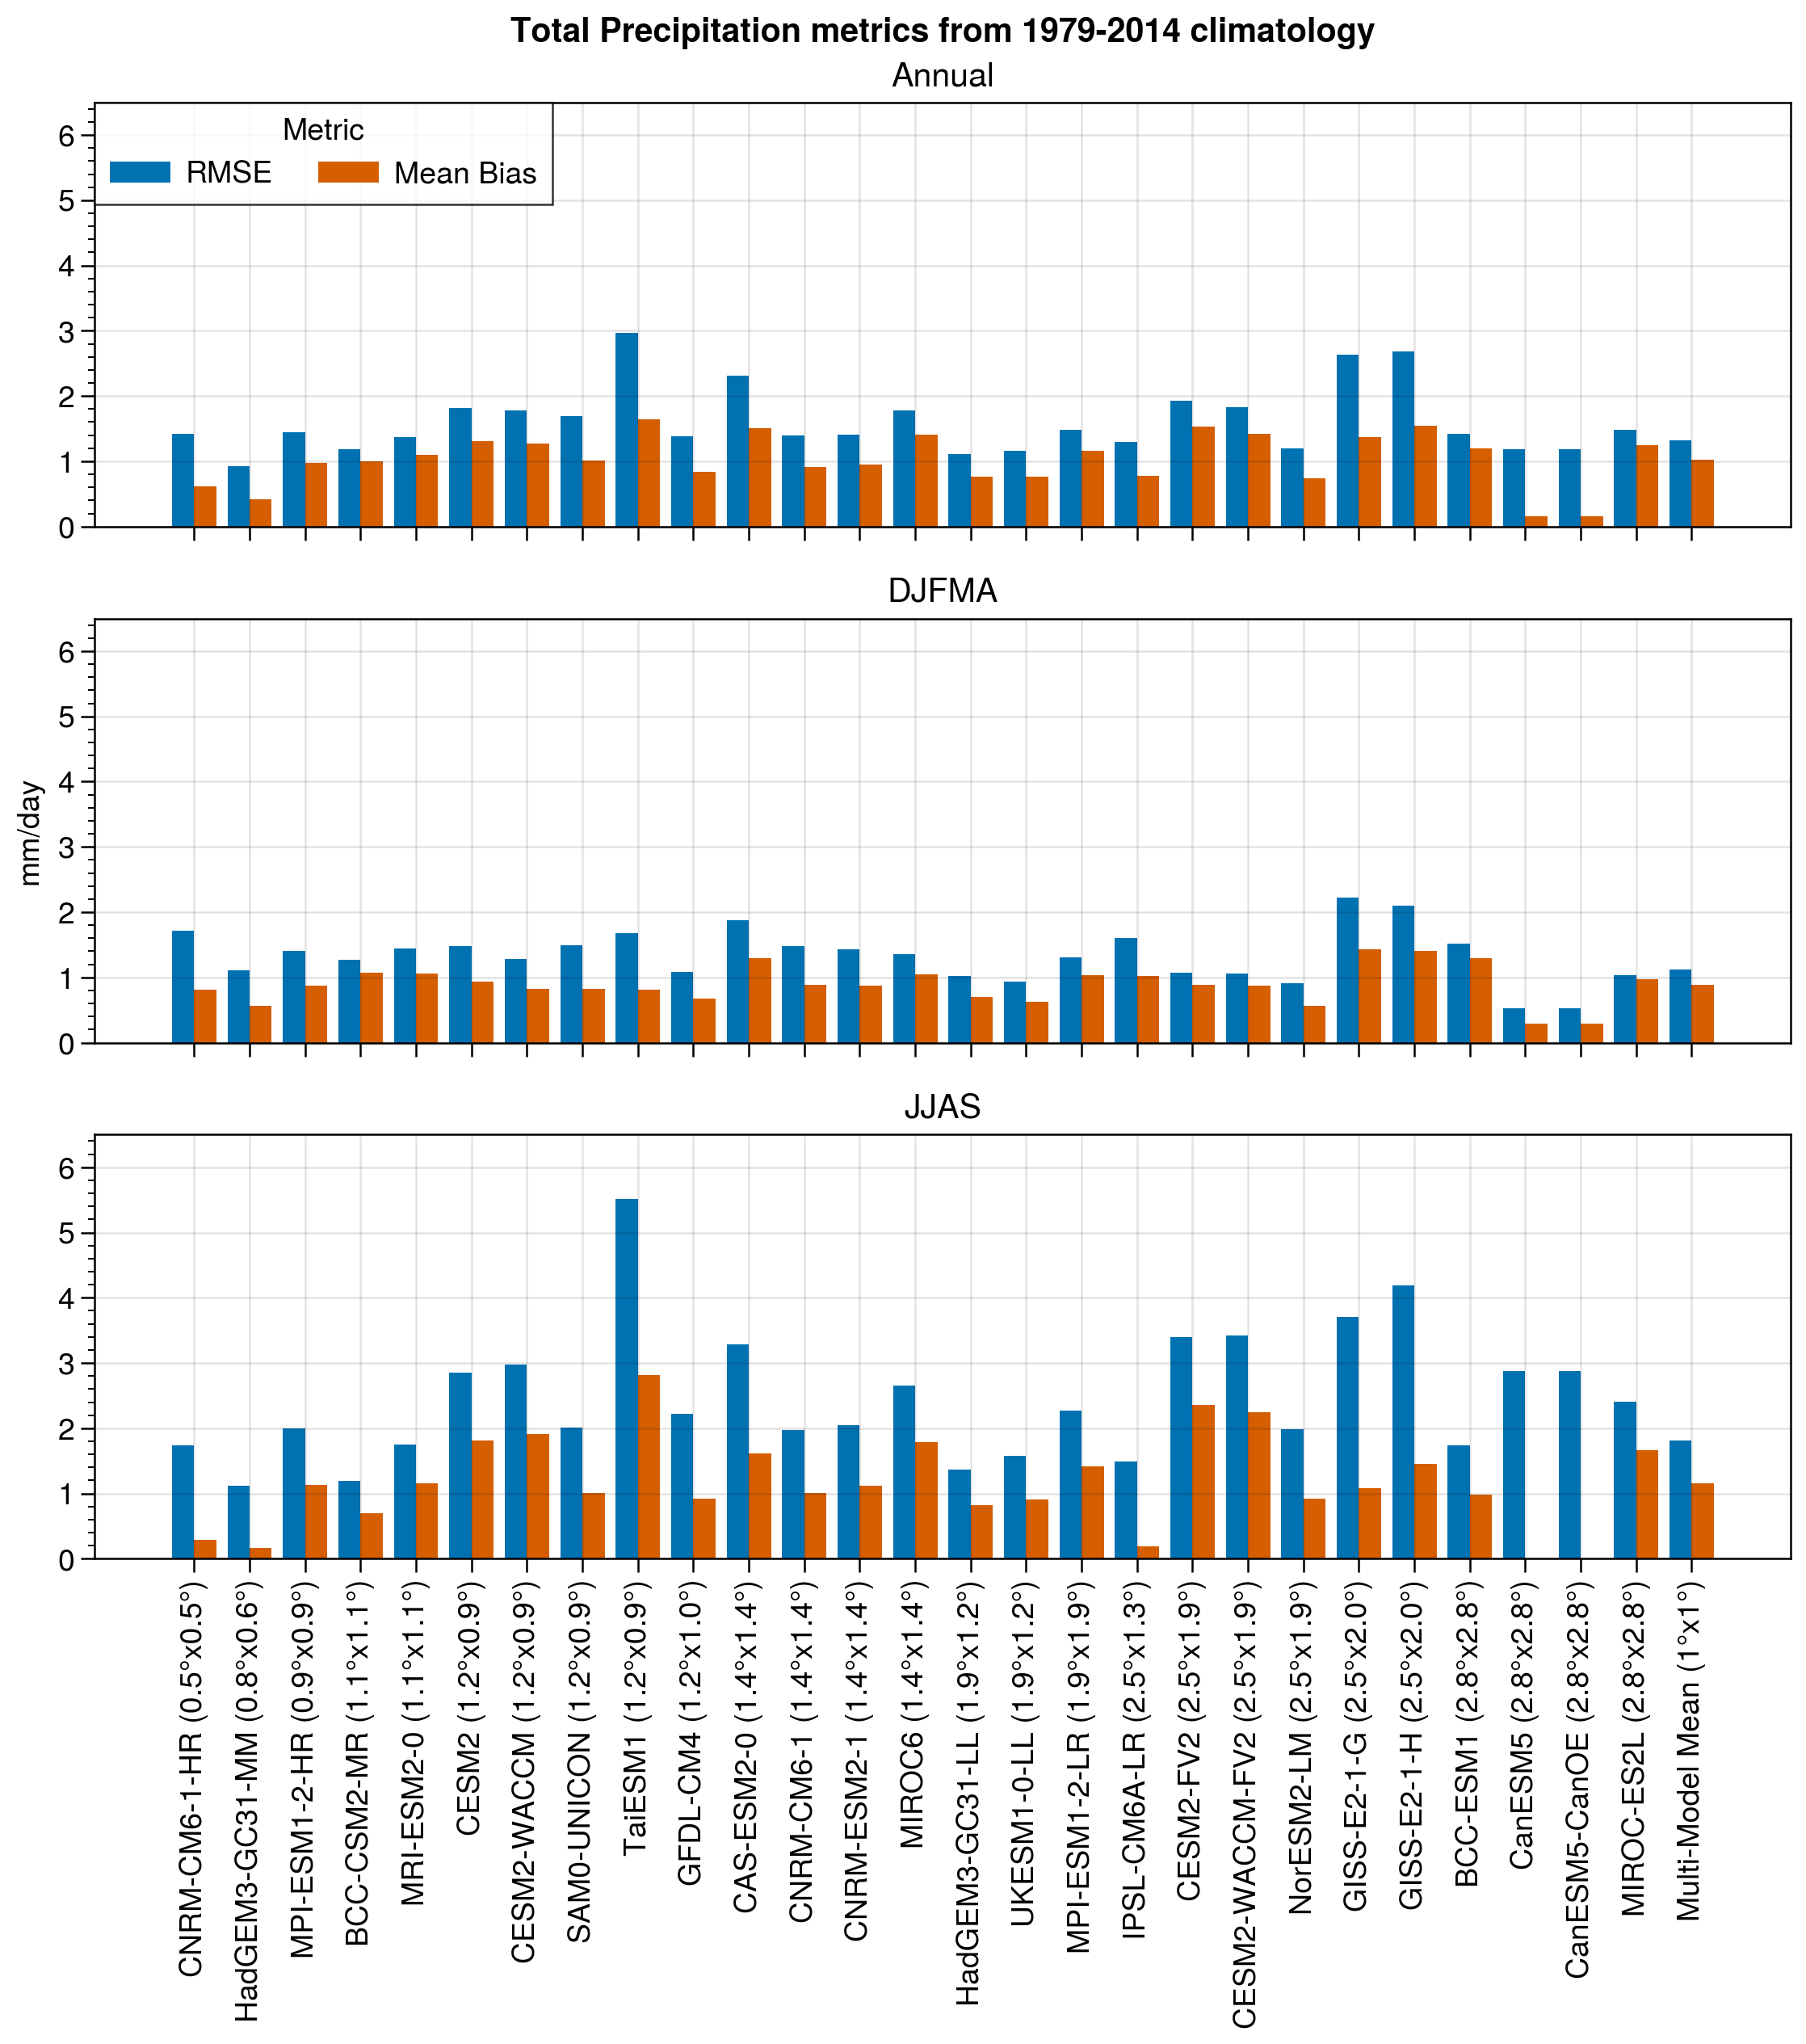 Total Precipitation metrics from 1979-2014 climatology
Annual
Metric
RMSE
Mean Bias
6
5
4
3
2
1
0
DJFMA
6
5
4
3
2
1
0
mm/day
JJAS
6
5
4
3
2
1
0
CNRM-CM6-1-HR (0.5°x0.5°)
HadGEM3-GC31-MM (0.8°x0.6°)
MPI-ESM1-2-HR (0.9°x0.9°)
BCC-CSM2-MR (1.1°x1.1°)
MRI-ESM2-0 (1.1°x1.1°)
CESM2 (1.2°x0.9°)
CESM2-WACCM (1.2°x0.9°)
SAM0-UNICON (1.2°x0.9°)
TaiESM1 (1.2°x0.9°)
GFDL-CM4 (1.2°x1.0°)
CAS-ESM2-0 (1.4°x1.4°)
CNRM-CM6-1 (1.4°x1.4°)
CNRM-ESM2-1 (1.4°x1.4°)
MIROC6 (1.4°x1.4°)
HadGEM3-GC31-LL (1.9°x1.2°)
UKESM1-0-LL (1.9°x1.2°)
MPI-ESM1-2-LR (1.9°x1.9°)
IPSL-CM6A-LR (2.5°x1.3°)
CESM2-FV2 (2.5°x1.9°)
CESM2-WACCM-FV2 (2.5°x1.9°)
NorESM2-LM (2.5°x1.9°)
GISS-E2-1-G (2.5°x2.0°)
GISS-E2-1-H (2.5°x2.0°)
BCC-ESM1 (2.8°x2.8°)
CanESM5 (2.8°x2.8°)
CanESM5-CanOE (2.8°x2.8°)
MIROC-ES2L (2.8°x2.8°)
Multi-Model Mean (1°x1°)